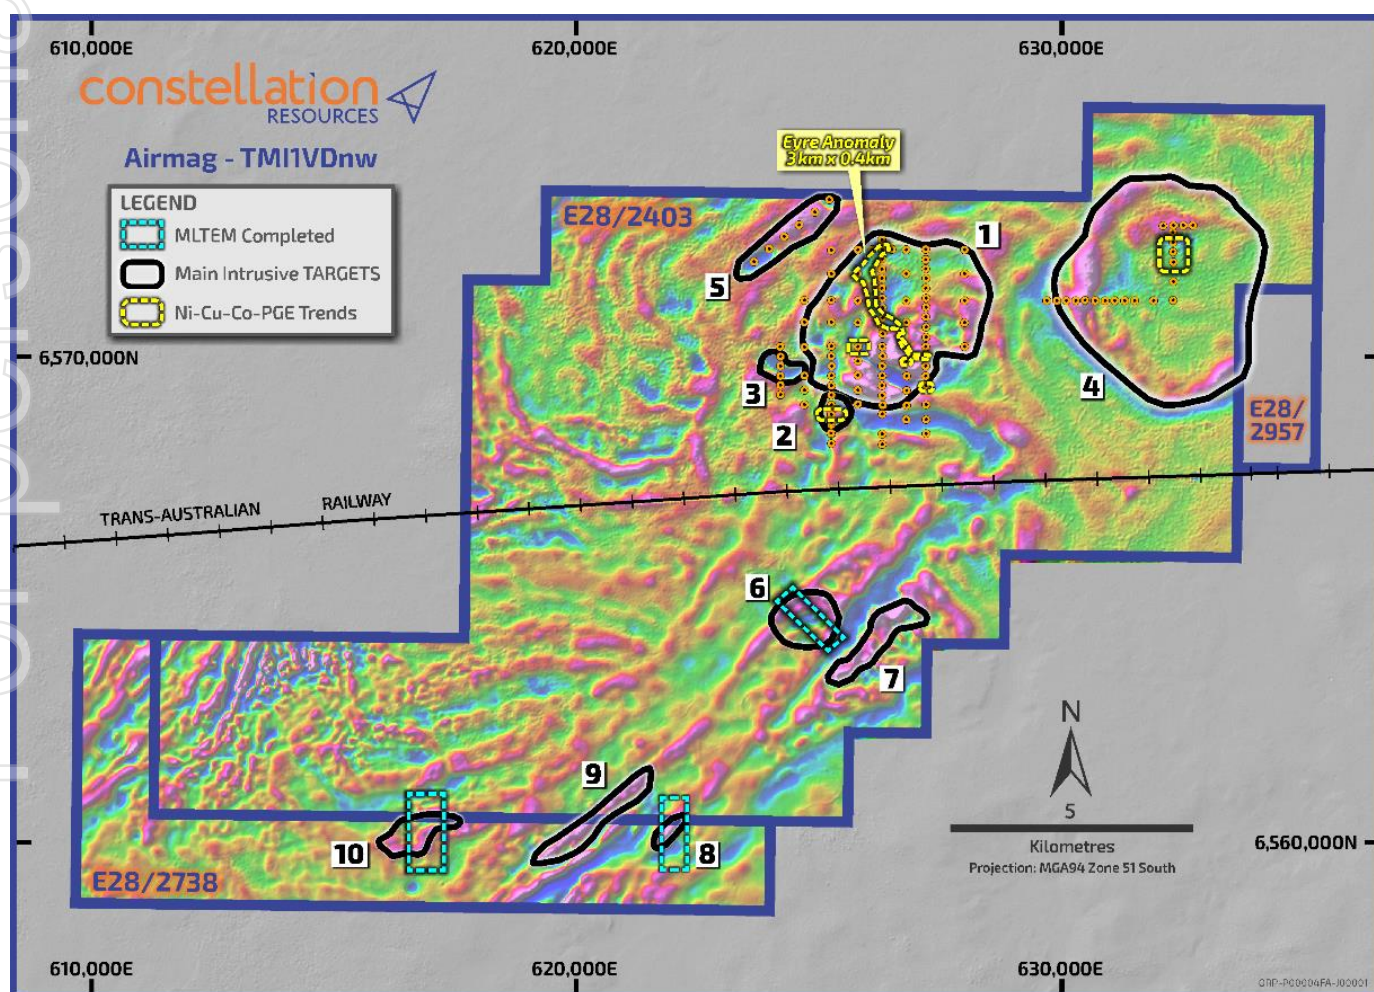 610,000E
620,000E
630,000E
constellation
RESOURCES
Airmag - TMI1VDnw
LEGEND
MLTEM Completed
Main Intrusive TARGETS
Ni-Cu-Co-PGE Trends
Eyre Anomaly
3km x 0.4km
E28/2403
1
5
6,570,000N
3
4
2
E28/
2957
TRANS-AUSTRALIAN RAILWAY
6
7
N
9
5
Kilometres
6,560,000N
Projection: MGA94 Zone 51 South
10
8
E28/2738
610,000E
620,000E
630,000E